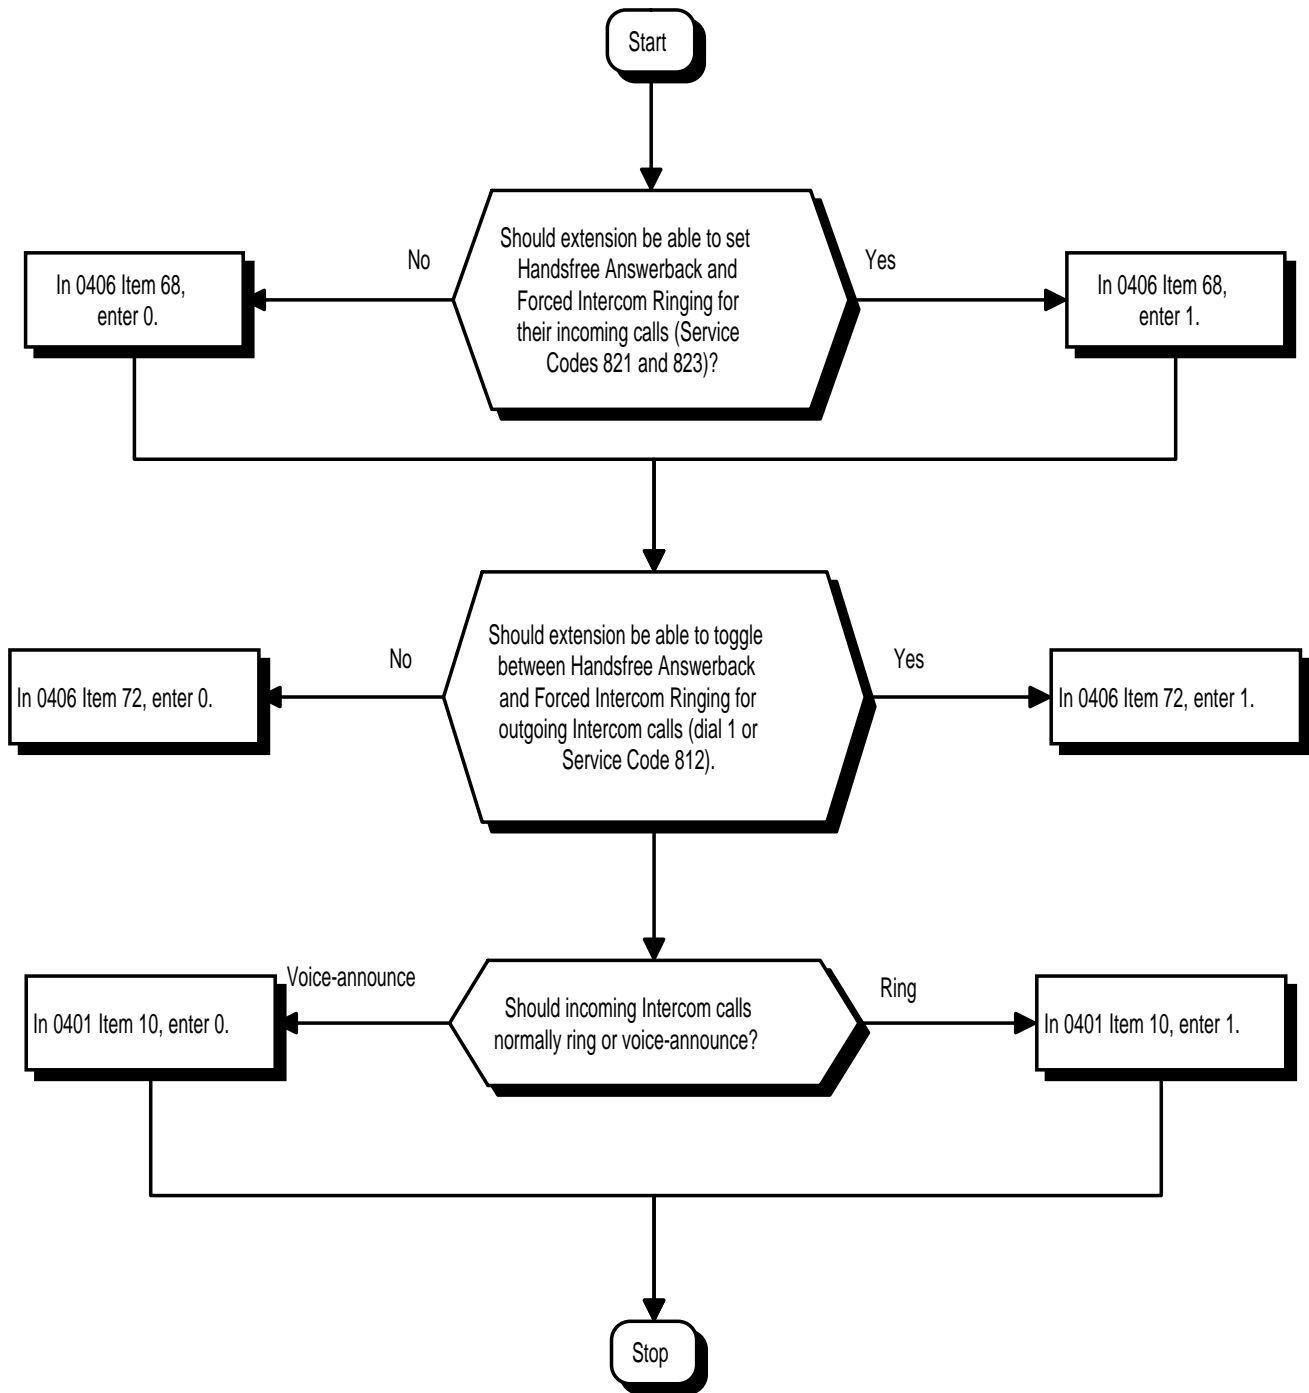 Start
Should extension be able to set
Handsfree Answerback and
Forced Intercom Ringing for
their incoming calls (Service
Codes 821 and 823)?
No
Yes
In 0406 Item 68,
enter 0.
In 0406 Item 68,
enter 1.
Should extension be able to toggle
between Handsfree Answerback
and Forced Intercom Ringing for
outgoing Intercom calls (dial 1 or
Service Code 812).
No
Yes
In 0406 Item 72, enter 0.
In 0406 Item 72, enter 1.
Should incoming Intercom calls
normally ring or voice-announce?
Voice-announce
Ring
In 0401 Item 10, enter 0.
In 0401 Item 10, enter 1.
Stop